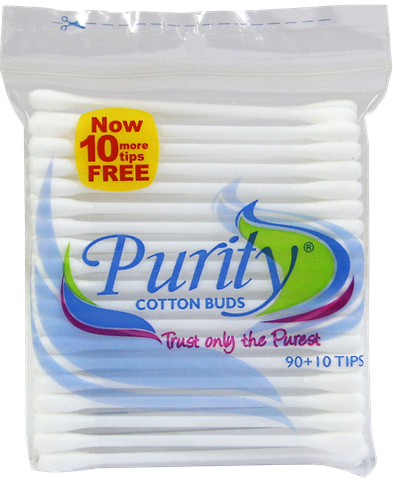 Now
10 more
tips
FREE
Purity®
COTTON BUDS
Trust only the Purest
90+10 TIPS